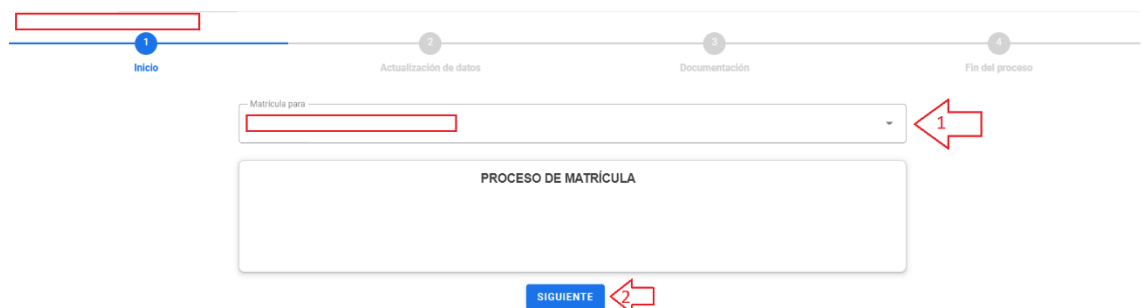 1 2 3 4
Inicio Actualización de datos Documentación Fin del proceso
Matrícula para
1
PROCESO DE MATRÍCULA
SIGUIENTE 2